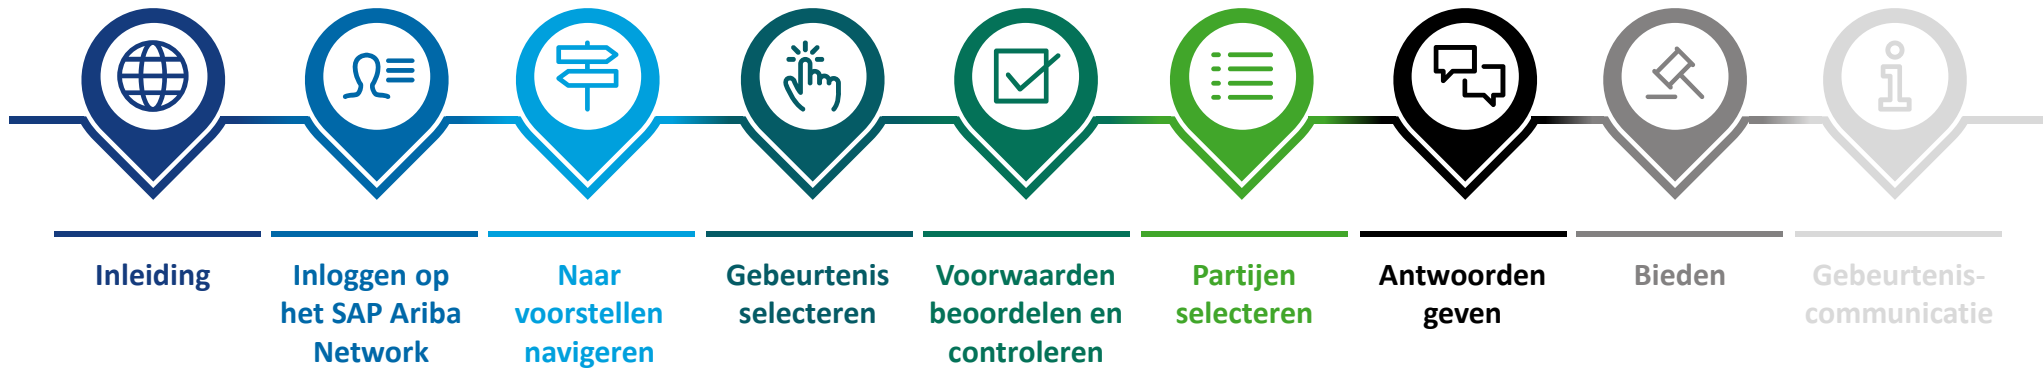 Inleiding
Inloggen op
het SAP Ariba
Network
Naar
voorstellen
navigeren
Gebeurtenis
selecteren
Voorwaarden
beoordelen en
controleren
Partijen
selecteren
Antwoorden
geven
Bieden
Gebeurtenis-
communicatie